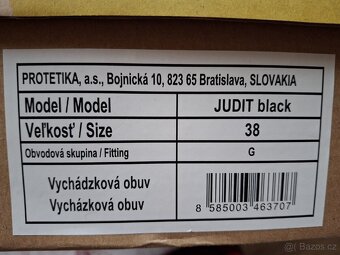 PROTETIKA, a.s., Bojnická 10, 823 65 Bratislava, SLOVAKIA
Model / Model JUDIT black
Veľkosť / Size 38
Obvodová skupina / Fitting G
Vychádzková obuv
Vycházková obuv
8 585003 463707
© Bazos.cz